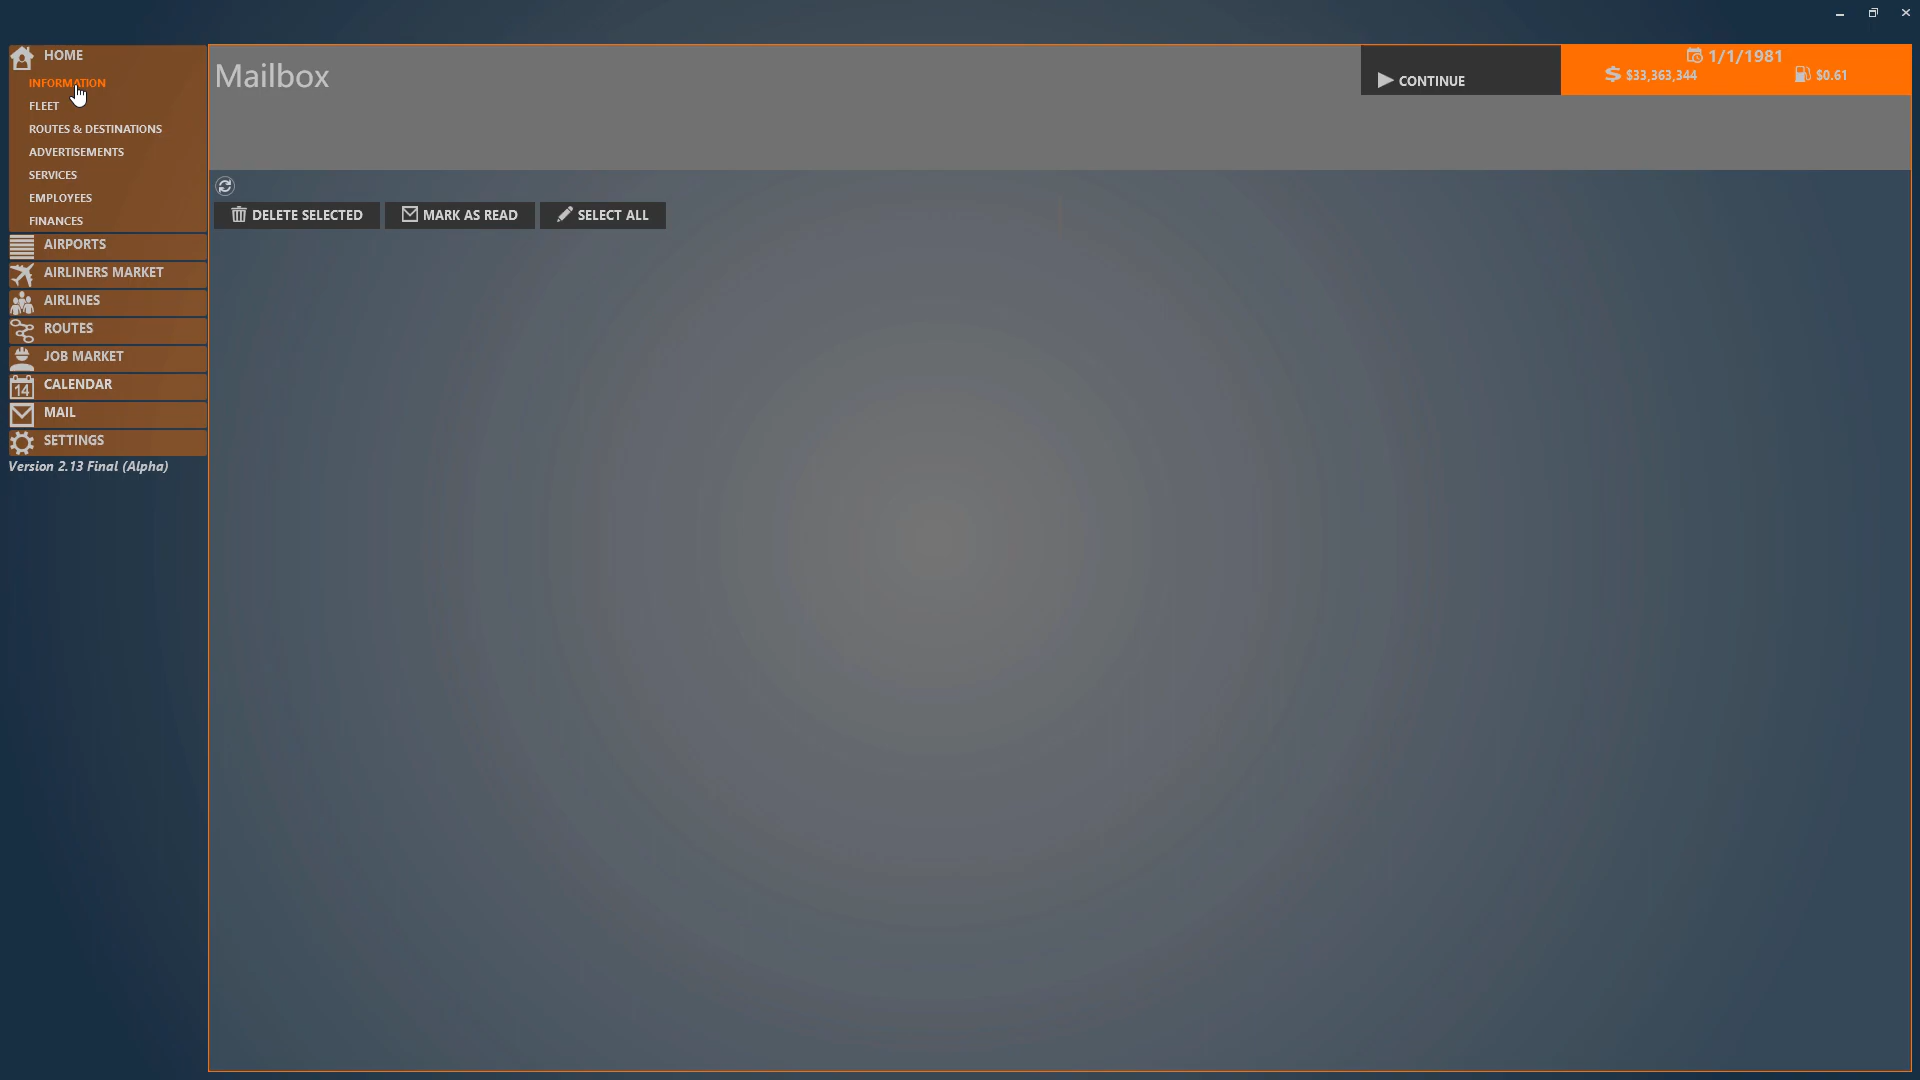 HOME
INFORMATION
FLEET
ROUTES & DESTINATIONS
ADVERTISEMENTS
SERVICES
EMPLOYEES
FINANCES
AIRPORTS
AIRLINERS MARKET
AIRLINES
ROUTES
JOB MARKET
14 CALENDAR
MAIL
SETTINGS
Version 2.13 Final (Alpha)
Mailbox
CONTINUE
1/1/1981
$33,363,344
$0.61
DELETE SELECTED
MARK AS READ
SELECT ALL